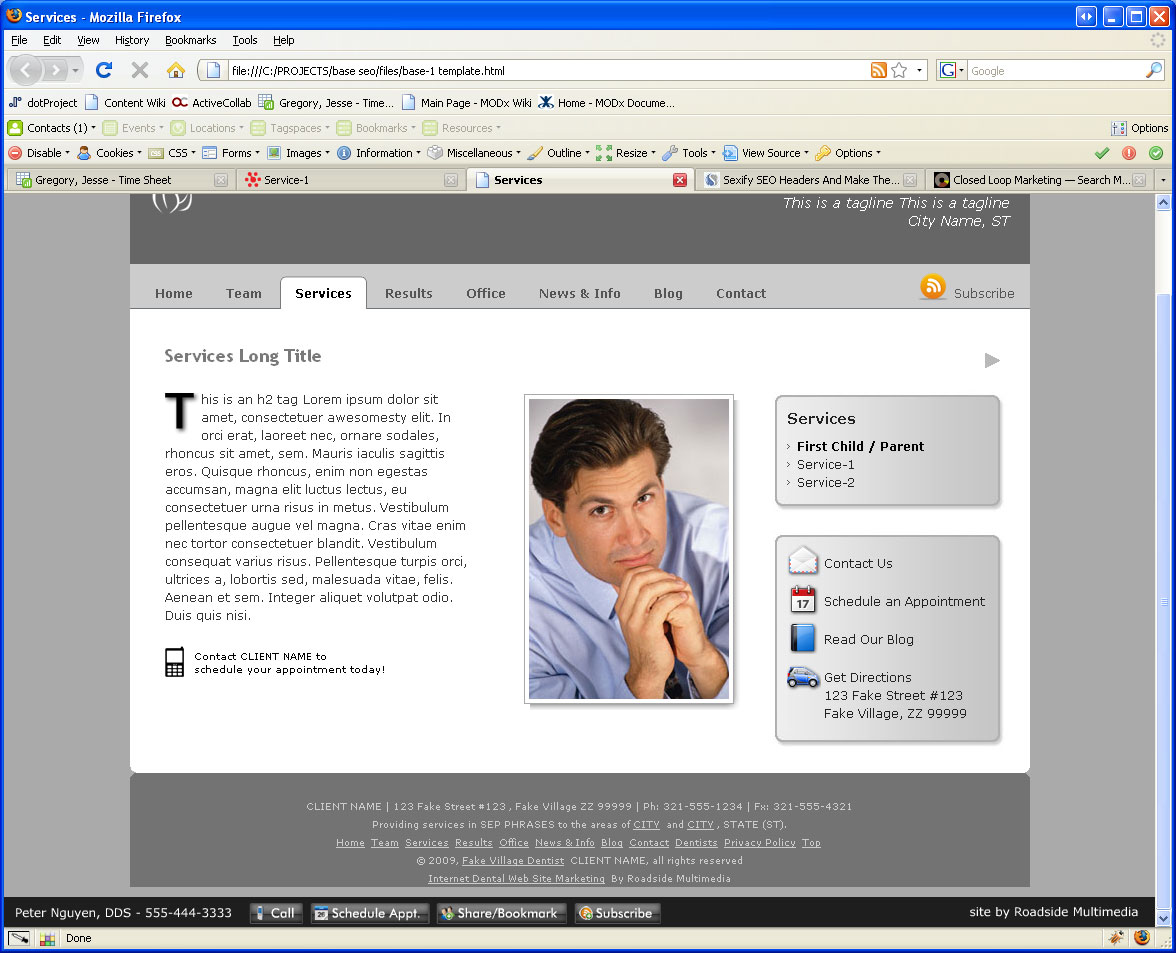 Services - Mozilla Firefox
File Edit View History Bookmarks Tools Help
file:///C:/PROJECTS/base seo/files/base-1 template.html
G Google
dotProject Content Wiki ActiveCollab Gregory, Jesse - Time... Main Page - MODx Wiki Home - MODx Docume...
Contacts (1) Events Locations Tagspaces Bookmarks Resources Options
Disable Cookies CSS Forms Images Information Miscellaneous Outline Resize Tools View Source Options
Gregory, Jesse - Time Sheet Service-1 Services Sexify SEO Headers And Make The... Closed Loop Marketing — Search M...
This is a tagline This is a tagline
City Name, ST
Home Team Services Results Office News & Info Blog Contact Subscribe
Services Long Title
This is an h2 tag Lorem ipsum dolor sit
amet, consectetuer awesomesty elit. In
orci erat, laoreet nec, ornare sodales,
rhoncus sit amet, sem. Mauris iaculis sagittis
eros. Quisque rhoncus, enim non egestas
accumsan, magna elit luctus lectus, eu
consectetuer urna risus in metus. Vestibulum
pellentesque augue vel magna. Cras vitae enim
nec tortor consectetuer blandit. Vestibulum
consequat varius risus. Pellentesque turpis orci,
ultrices a, lobortis sed, malesuada vitae, felis.
Aenean et sem. Integer aliquet volutpat odio.
Duis quis nisi.
Contact CLIENT NAME to
schedule your appointment today!
Services
First Child / Parent
Service-1
Service-2
Contact Us
17
Schedule an Appointment
Read Our Blog
Get Directions
123 Fake Street #123
Fake Village, ZZ 99999
CLIENT NAME | 123 Fake Street #123 , Fake Village ZZ 99999 | Ph: 321-555-1234 | Fx: 321-555-4321
Providing services in SEP PHRASES to the areas of CITY and CITY , STATE (ST).
Home Team Services Results Office News & Info Blog Contact Dentists Privacy Policy Top
© 2009, Fake Village Dentist CLIENT NAME, all rights reserved
Internet Dental Web Site Marketing By Roadside Multimedia
Peter Nguyen, DDS - 555-444-3333 Call Schedule Appt. Share/Bookmark Subscribe site by Roadside Multimedia
Done